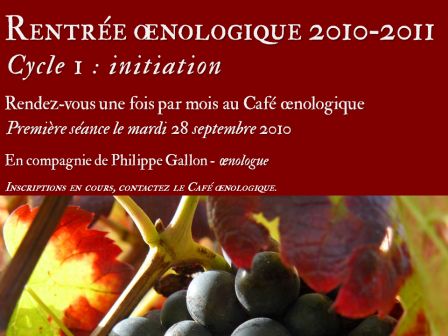 Rentrée œnologique 2010-2011
Cycle 1 : initiation
Rendez-vous une fois par mois au Café œnologique
Première séance le mardi 28 septembre 2010
En compagnie de Philippe Gallon - œnologue
Inscriptions en cours, contactez le Café œnologique.